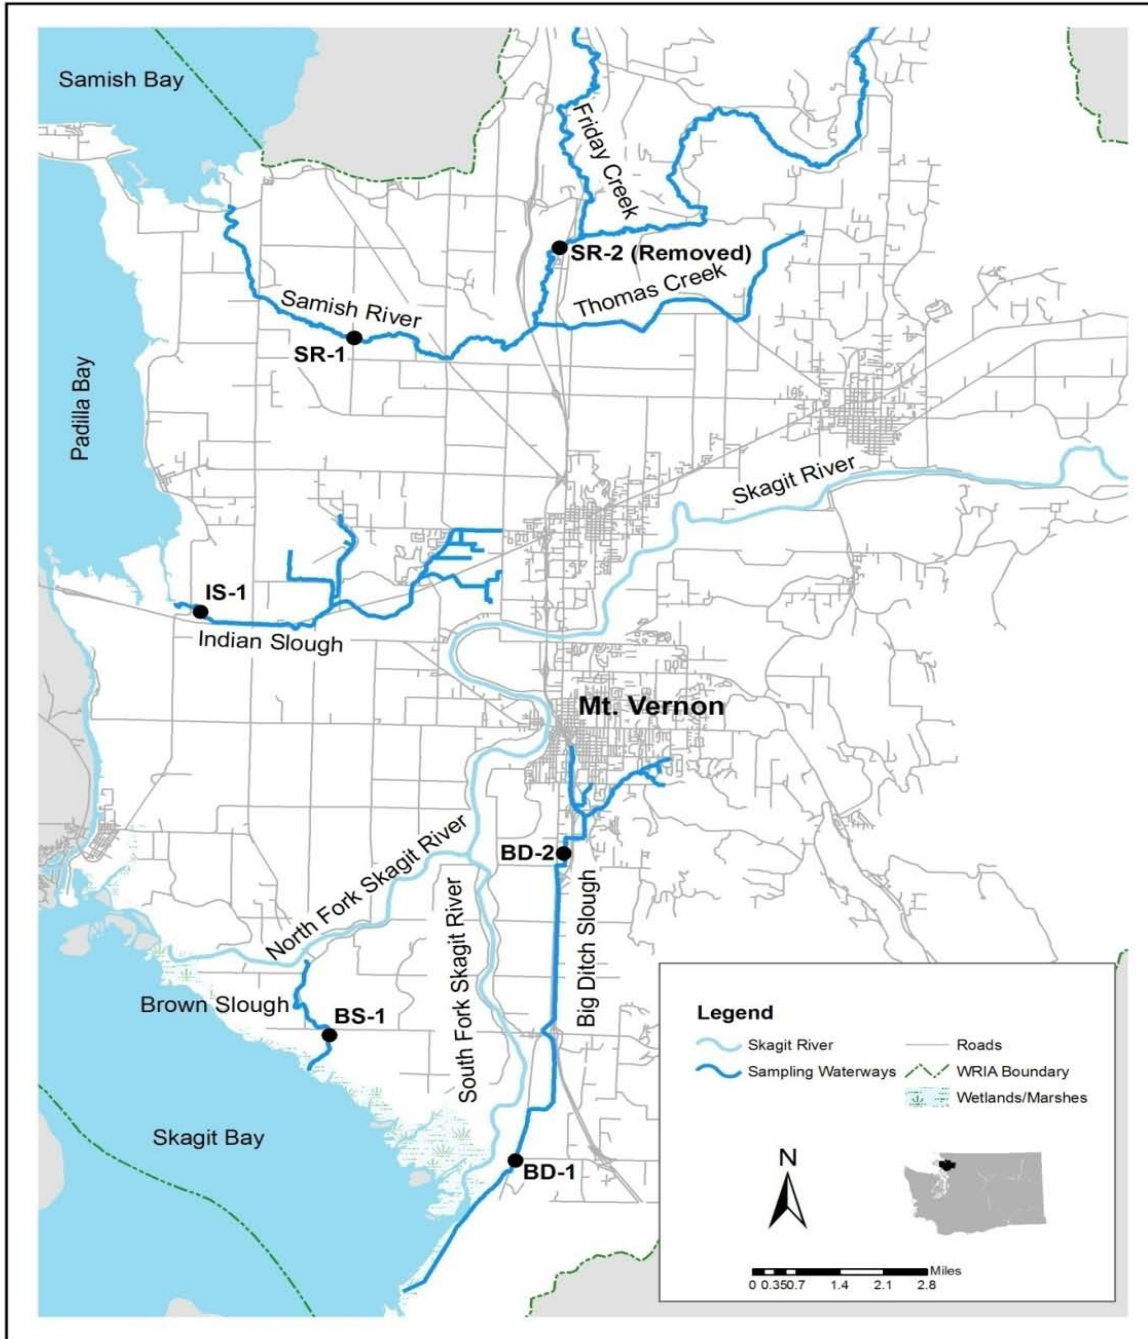 Samish Bay
Friday Creek
SR-2 (Removed)
Thomas Creek
Samish River
SR-1
Padilla Bay
Skagit River
IS-1
Indian Slough
Mt. Vernon
BD-2
North Fork Skagit River
South Fork Skagit River
Big Ditch Slough
Brown Slough
BS-1
Skagit Bay
BD-1
Legend
Skagit River
Roads
Sampling Waterways
WRIA Boundary
Wetlands/Marshes
N
Miles
0 0.350.7 1.4 2.1 2.8